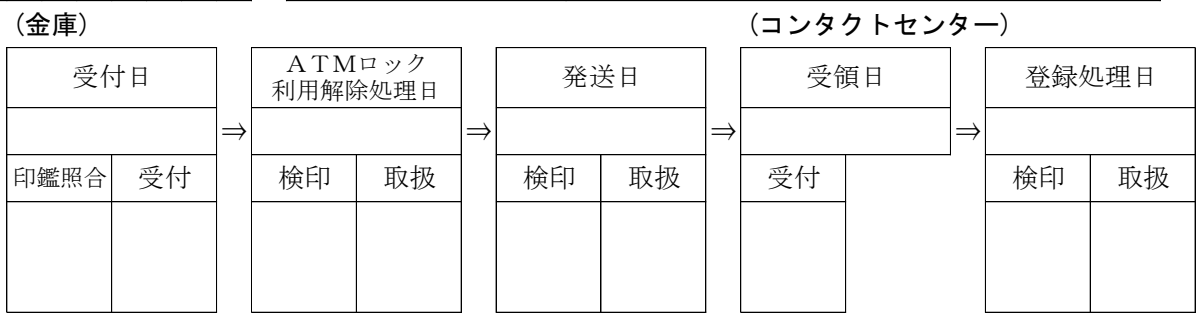 (金庫) (コンタクトセンター)
受付日 ATMロック 発送日 受領日 登録処理日
利用解除処理日
⇒ ⇒ ⇒ ⇒
印鑑照合 受付 検印 取扱 検印 取扱 受付 検印 取扱